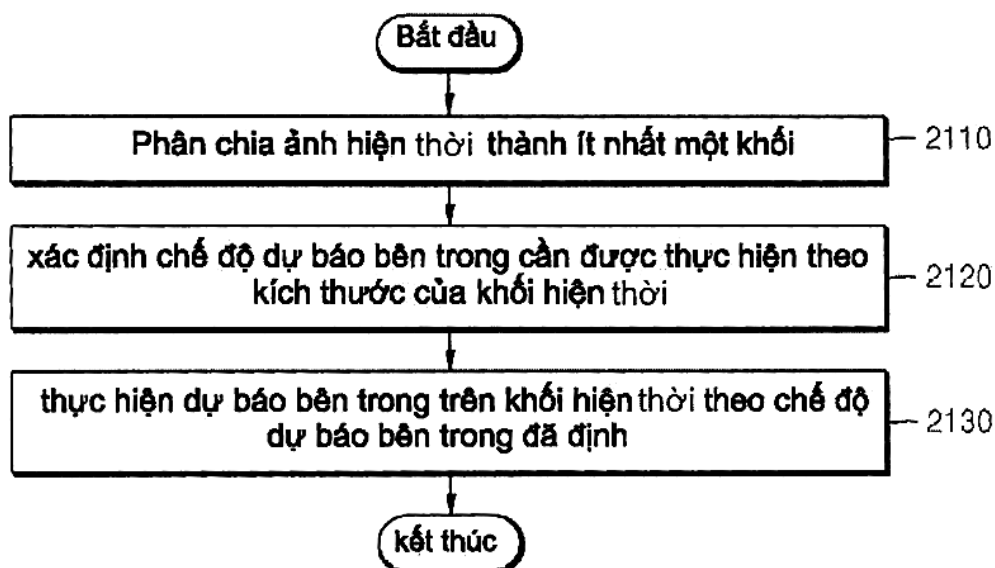 Bắt đầu
Phân chia ảnh hiện thời thành ít nhất một khối
2110
xác định chế độ dự báo bên trong cần được thực hiện theo
kích thước của khối hiện thời
2120
thực hiện dự báo bên trong trên khối hiện thời theo chế độ
dự báo bên trong đã định
2130
kết thúc